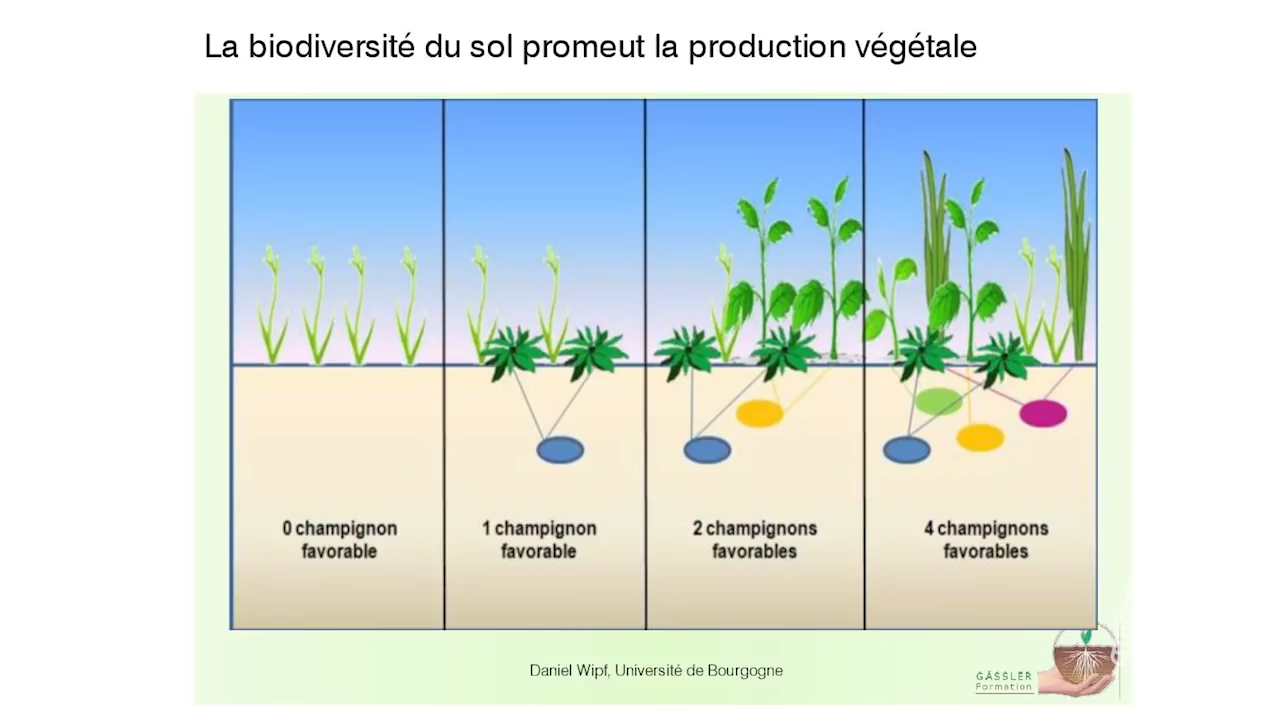 La biodiversité du sol promeut la production végétale
0 champignon
favorable
1 champignon
favorable
2 champignons
favorables
4 champignons
favorables
Daniel Wipf, Université de Bourgogne
GÄSSLER
Formation